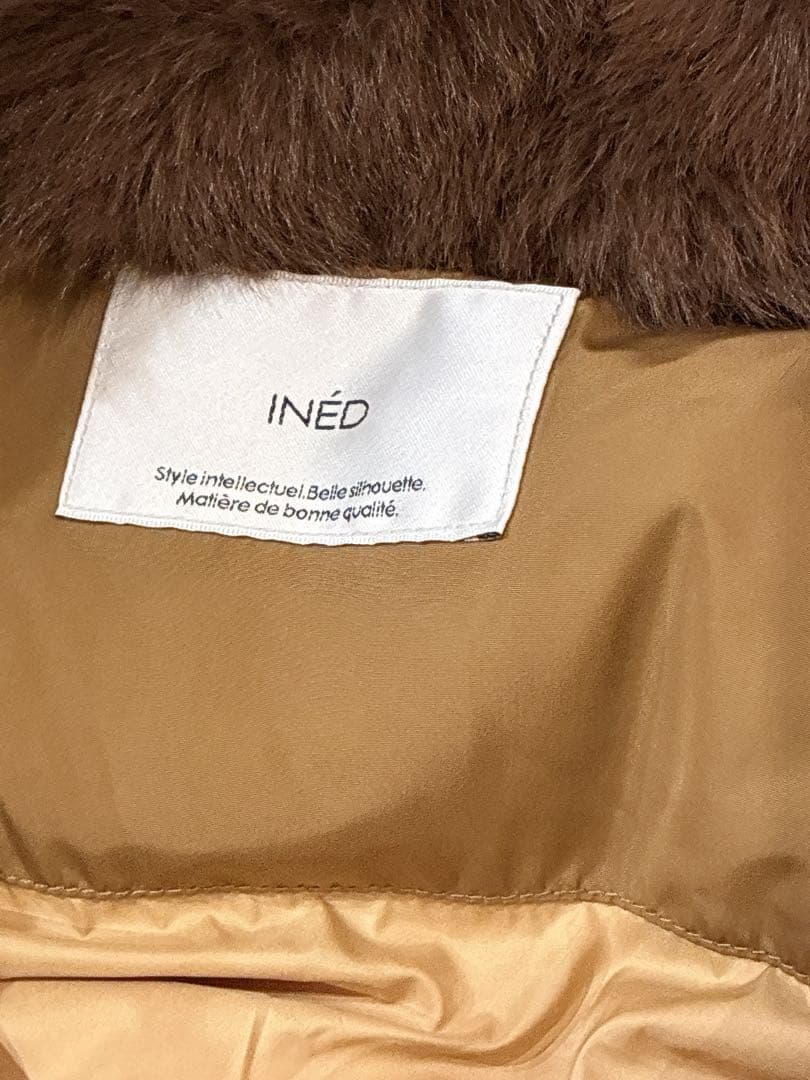 INÉD
Style intellectuel.Belle silhouette.
Matière de bonne qualité.